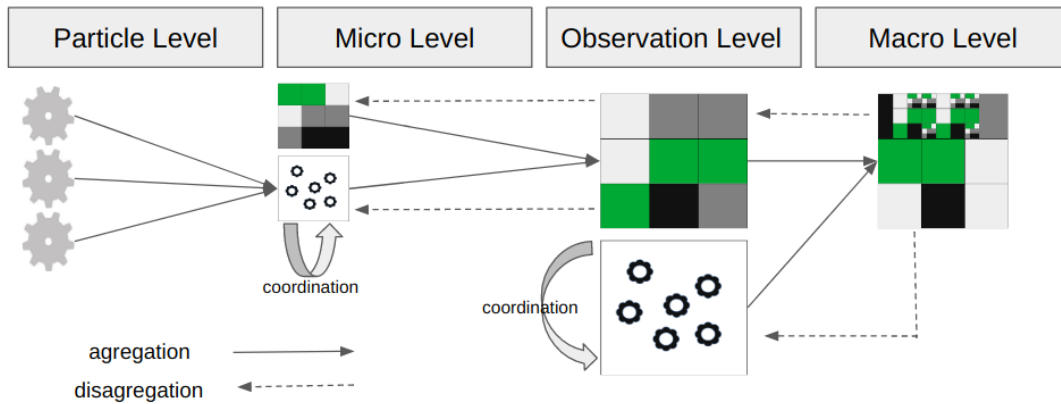 Particle Level
Micro Level
Observation Level
Macro Level
coordination
coordination
agregation
disagregation